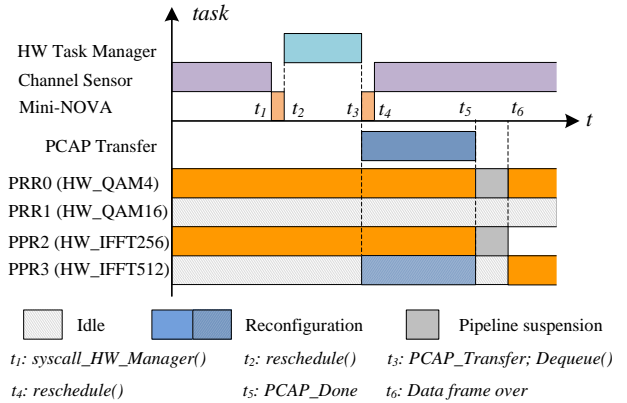 task
HW Task Manager
Channel Sensor
Mini-NOVA
t1 t2 t3 t4 t5 t6
t
PCAP Transfer
PRR0 (HW_QAM4)
PRR1 (HW_QAM16)
PPR2 (HW_IFFT256)
PPR3 (HW_IFFT512)
Idle Reconfiguration Pipeline suspension
t1: syscall_HW_Manager() t2: reschedule() t3: PCAP_Transfer; Dequeue()
t4: reschedule() t5: PCAP_Done t6: Data frame over